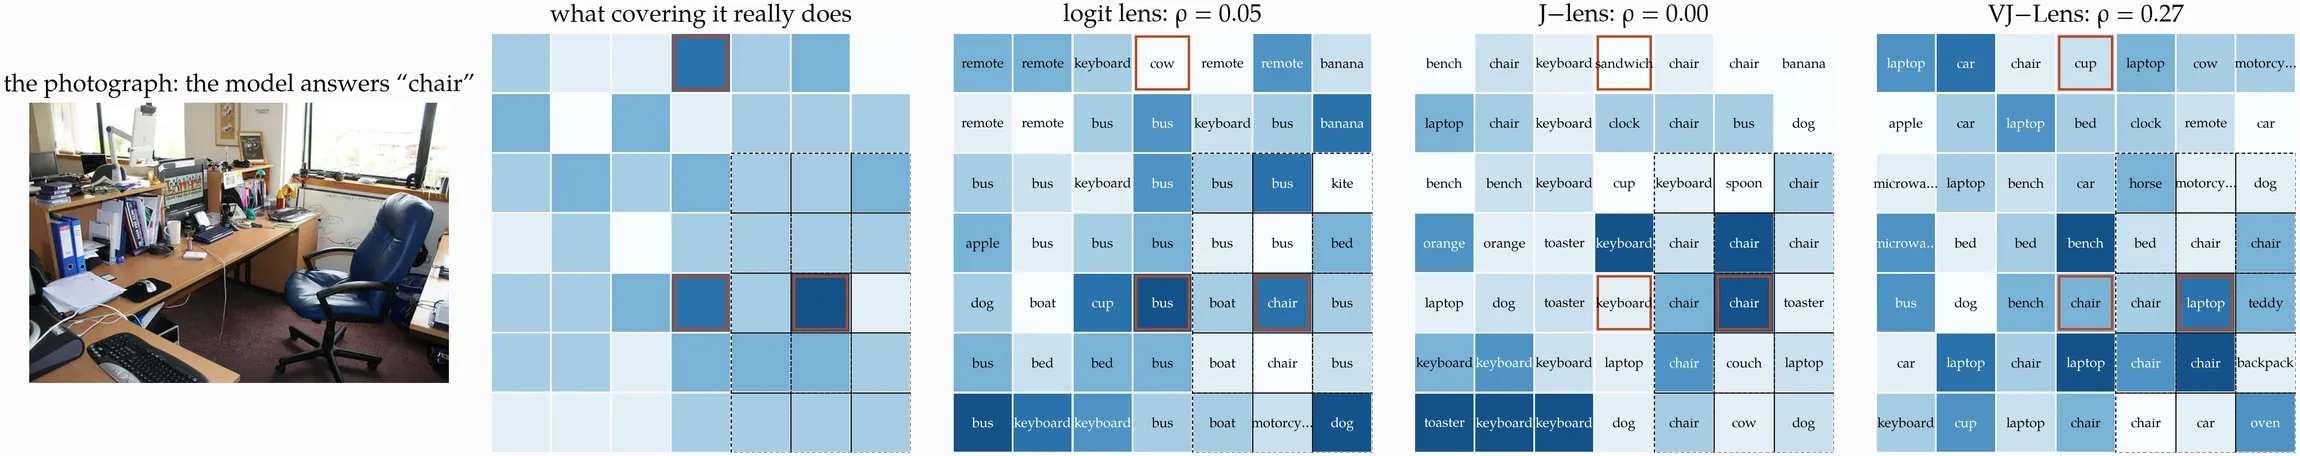 what covering it really does
logit lens: ρ = 0.05
J−lens: ρ = 0.00
VJ−Lens: ρ = 0.27
the photograph: the model answers “chair”
remote remote keyboard cow remote remote banana
remote remote bus bus keyboard bus banana
bus bus keyboard bus bus bus kite
apple bus bus bus bus bus bed
dog boat cup bus boat chair bus
bus bed bed bus boat chair bus
bus keyboard keyboard bus boat motorcy... dog
bench chair keyboard sandwich chair chair banana
laptop chair keyboard clock chair bus dog
bench bench keyboard cup keyboard spoon chair
orange orange toaster keyboard chair chair chair
laptop dog toaster keyboard chair chair toaster
keyboard keyboard keyboard laptop chair couch laptop
toaster keyboard keyboard dog chair cow dog
laptop car chair cup laptop cow motorcy...
apple car laptop bed clock remote car
microwa... laptop bench car horse motorcy... dog
microwa... bed bed bench bed chair chair
bus dog bench chair chair laptop teddy
car laptop chair laptop chair chair backpack
keyboard cup laptop chair chair car oven